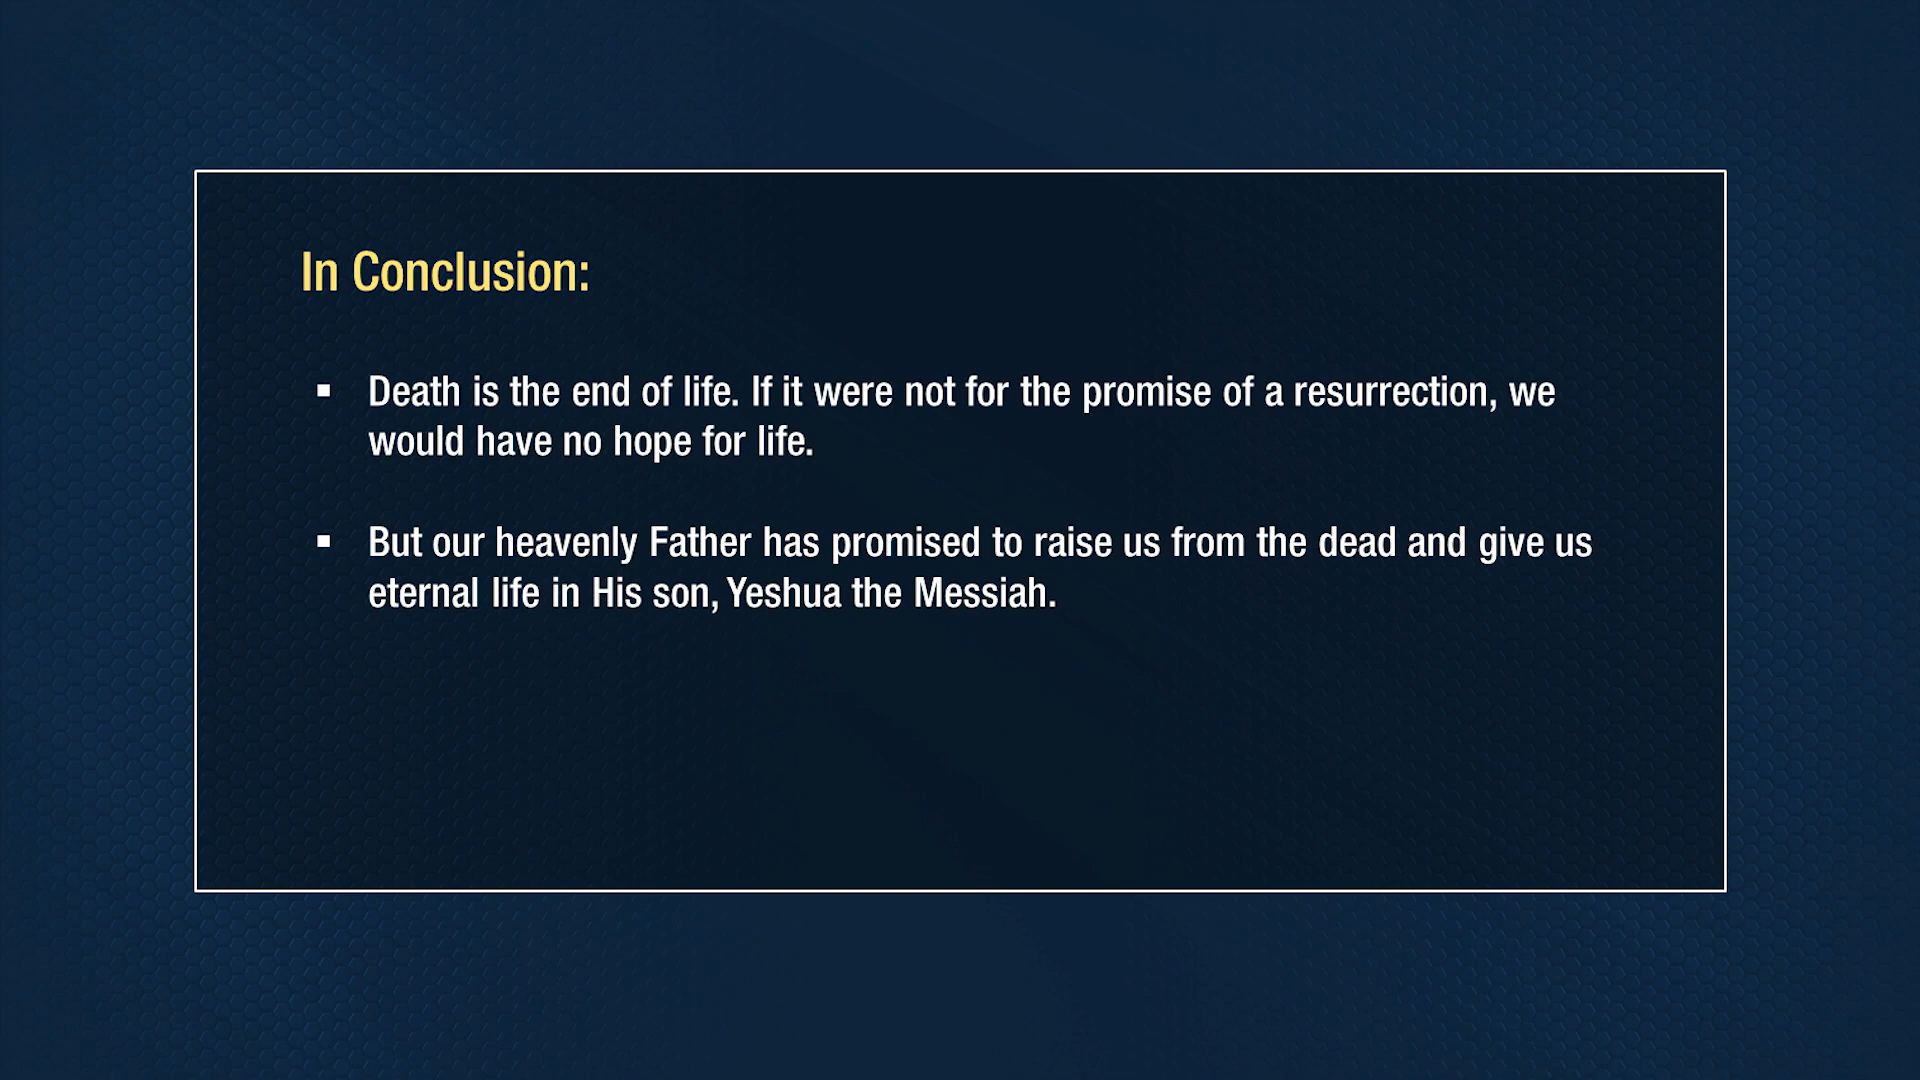 In Conclusion:
▪ Death is the end of life. If it were not for the promise of a resurrection, we
would have no hope for life.
▪ But our heavenly Father has promised to raise us from the dead and give us
eternal life in His son, Yeshua the Messiah.